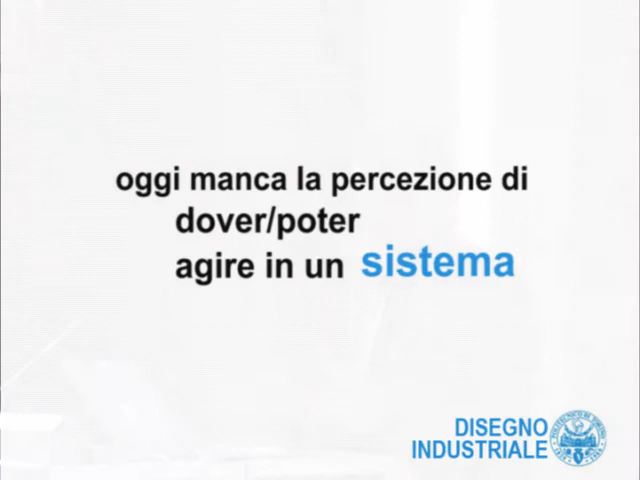 oggi manca la percezione di
dover/poter
agire in un sistema
DISEGNO
INDUSTRIALE